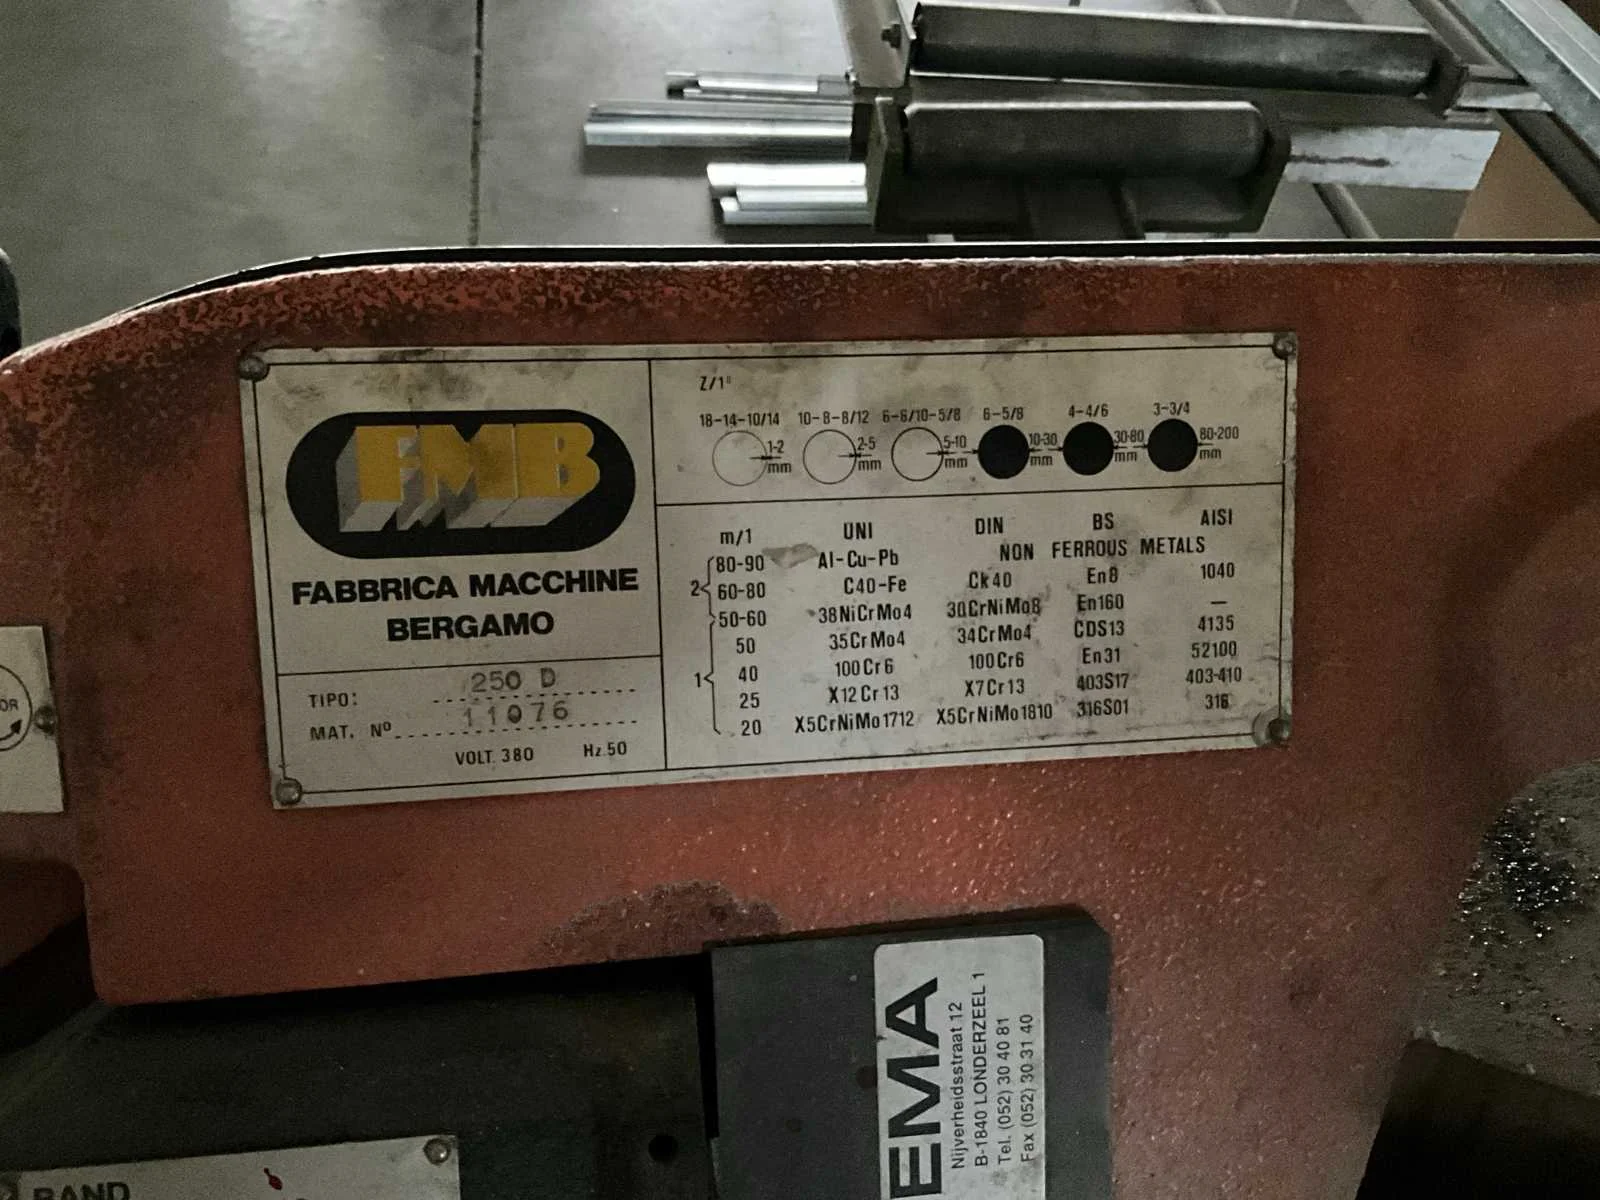 FMB
FABBRICA MACCHINE
BERGAMO
TIPO: 250 D
MAT. Nº 11076
VOLT. 380 Hz 50
Z/1"
18-14-10/14 10-8-8/12 6-6/10-5/8 6-5/8 4-4/6 3-3/4
1-2 mm 2-5 mm 5-10 mm 10-30 mm 30-80 mm 80-200 mm
m/1 UNI DIN BS AISI
80-90 Al-Cu-Pb NON FERROUS METALS
2 60-80 C40-Fe Ck40 En8 1040
50-60 38NiCrMo4 30CrNiMo8 En160 —
50 35CrMo4 34CrMo4 CDS13 4135
1 40 100Cr6 100Cr6 En31 52100
25 X12Cr13 X7Cr13 403S17 403-410
20 X5CrNiMo1712 X5CrNiMo1810 316S01 316
OR
EMA
Nijverheidsstraat 12
B-1840 LONDERZEEL 1
Tel. (052) 30 40 81
Fax (052) 30 31 40
BAND